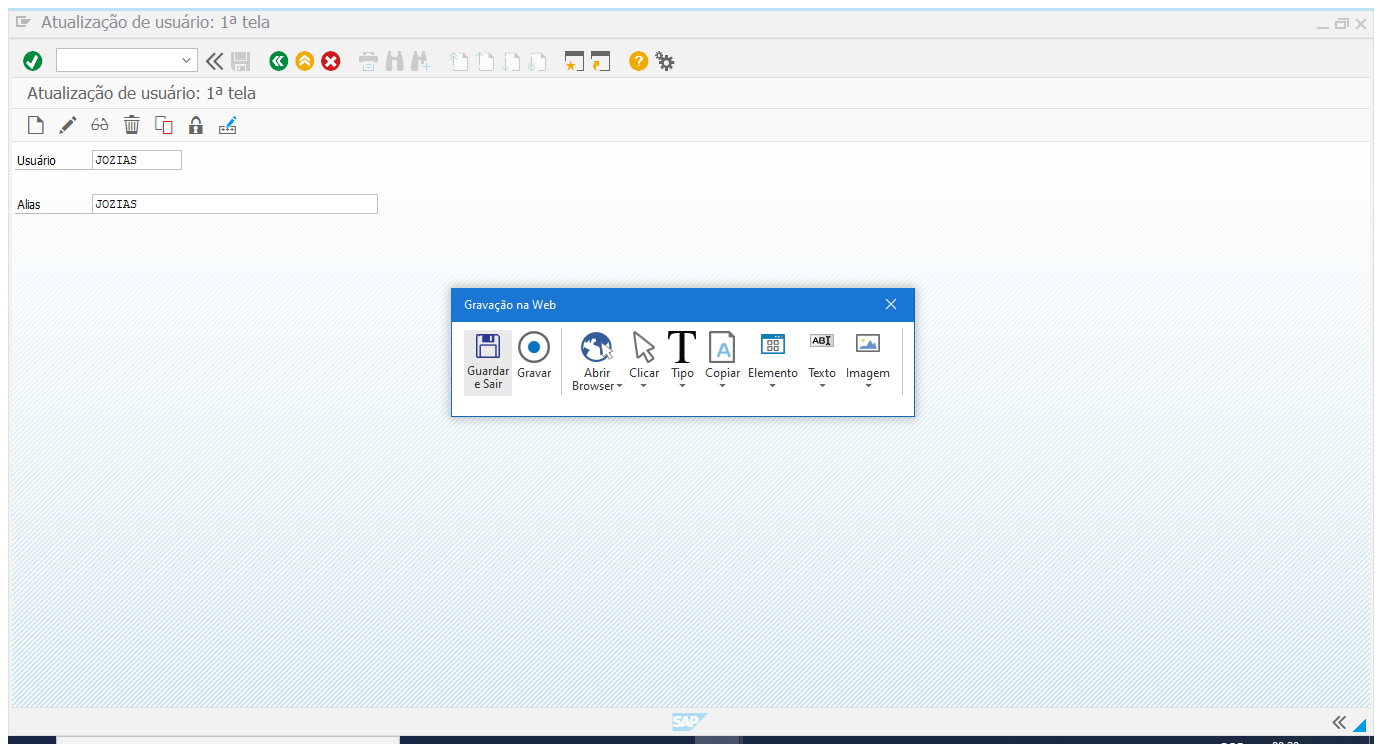 Atualização de usuário: 1ª tela
Atualização de usuário: 1ª tela
Usuário JOZIAS
Alias JOZIAS
Gravação na Web
Guardar e Sair
Gravar
Abrir Browser
Clicar
Tipo
A
Copiar
Elemento
ABI
Texto
Imagem
SAP